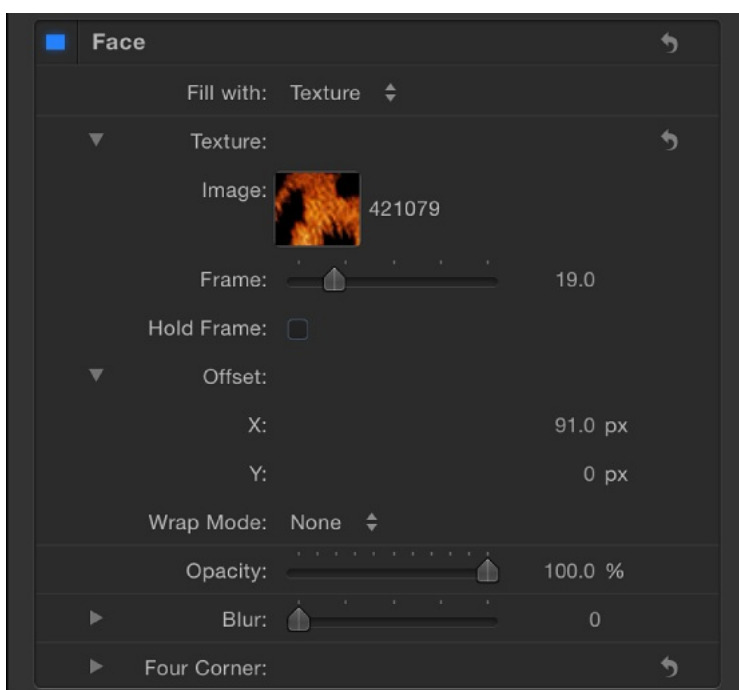 Face
Fill with: Texture
Texture:
Image: 421079
Frame: 19.0
Hold Frame:
Offset:
X: 91.0 px
Y: 0 px
Wrap Mode: None
Opacity: 100.0 %
Blur: 0
Four Corner: